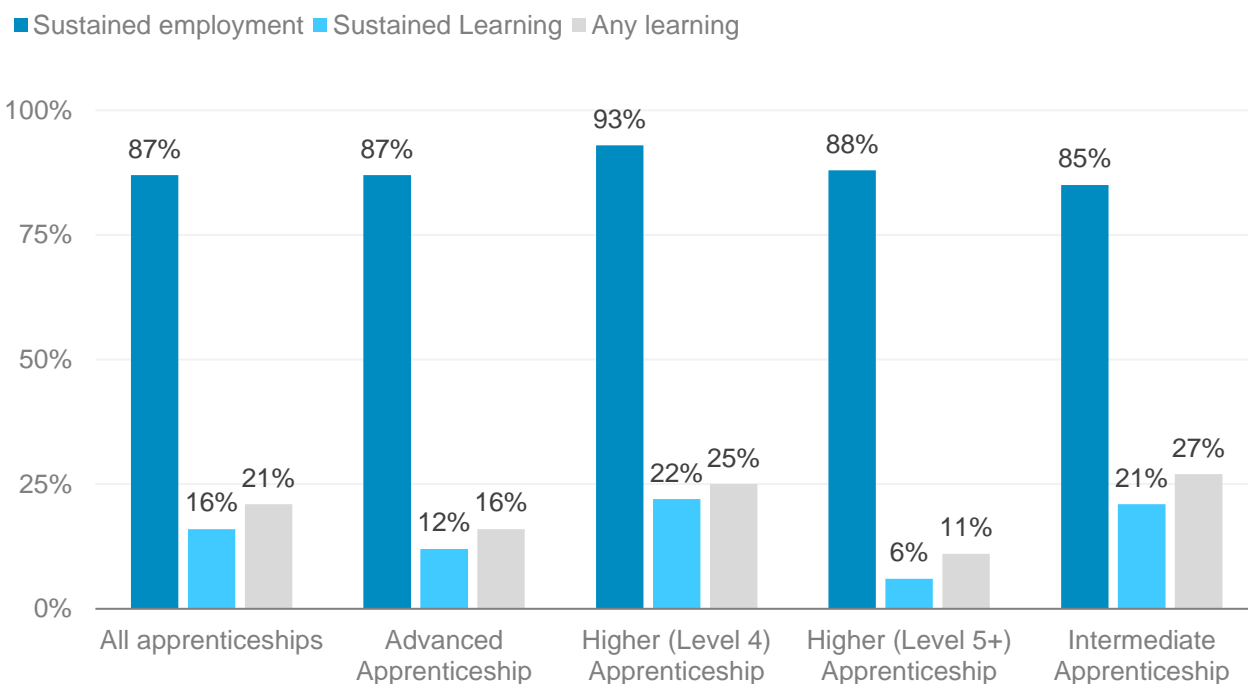 Sustained employment Sustained Learning Any learning
100%
75%
50%
25%
0%
87%
16%
21%
87%
12%
16%
93%
22%
25%
88%
6%
11%
85%
21%
27%
All apprenticeships
Advanced
Apprenticeship
Higher (Level 4)
Apprenticeship
Higher (Level 5+)
Apprenticeship
Intermediate
Apprenticeship